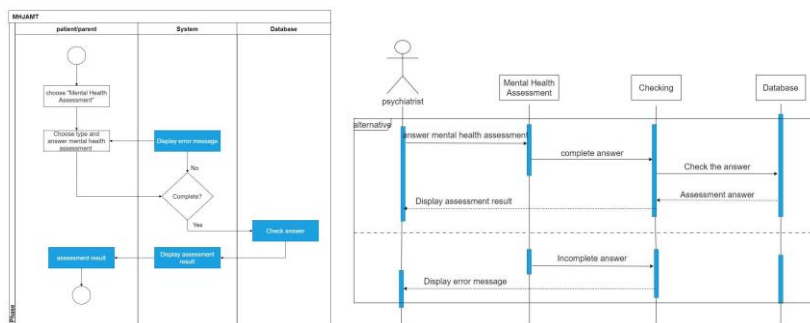 MHJAMT
patient/parent
System
Database
choose "Mental Health
Assessment"
Choose type and
answer mental health
assessment
Display error message
No
Complete?
Yes
Check answer
assessment result
Display assessment
result
Phase
psychiatrist
Mental Health
Assessment
Checking
Database
alternative
answer mental health assessment
complete answer
Check the answer
Assessment answer
Display assessment result
Incomplete answer
Display error message